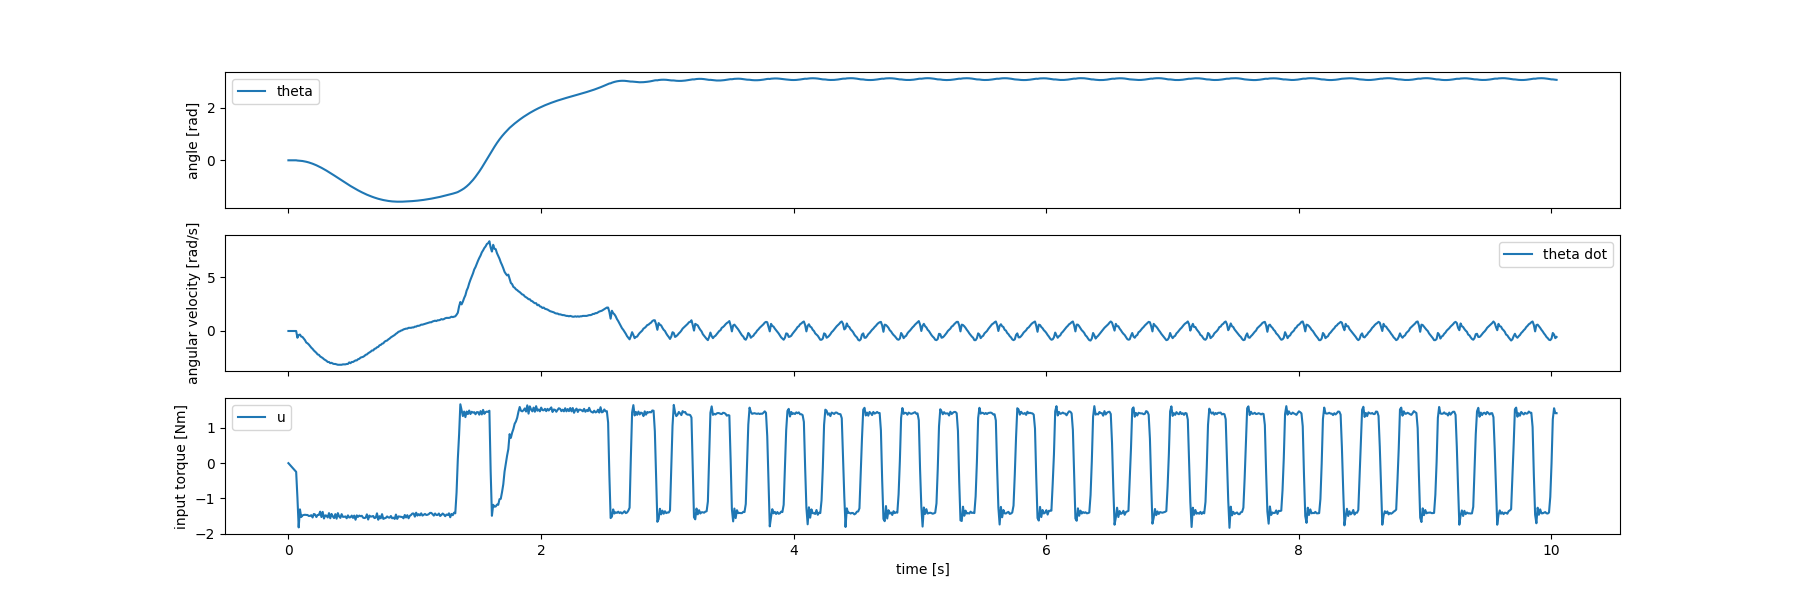 theta
angle [rad]
2
0
theta dot
angular velocity [rad/s]
5
0
u
input torque [Nm]
1
0
−1
−2
0 2 4 6 8 10
time [s]